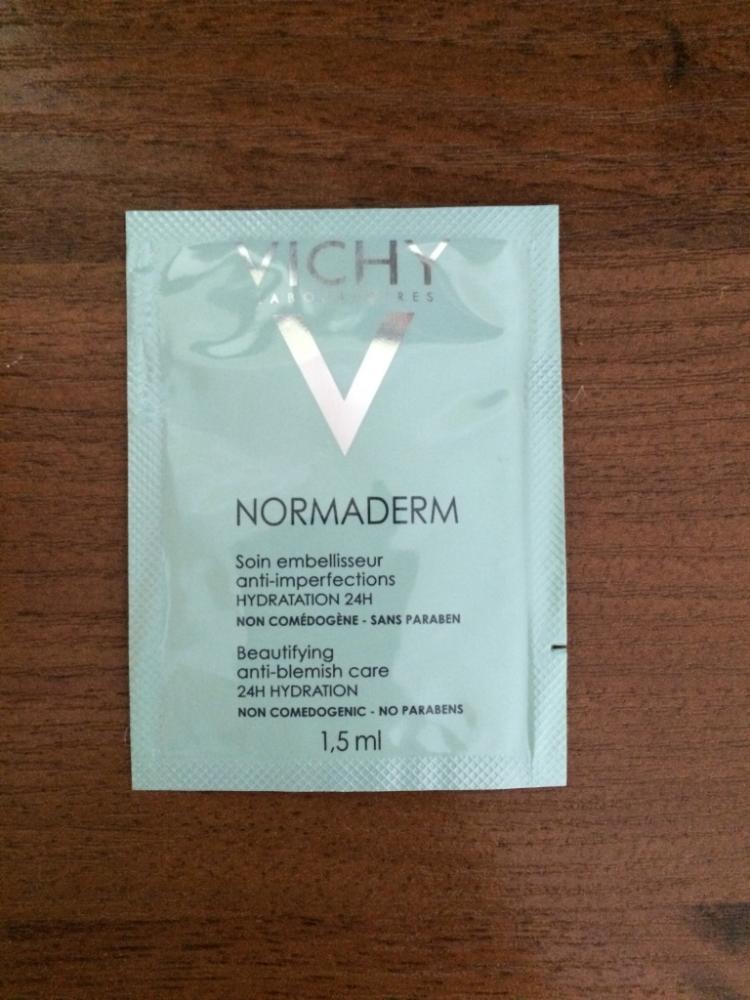 VICHY
LABORATOIRES
V
NORMADERM
Soin embellisseur
anti-imperfections
HYDRATATION 24H
NON COMÉDOGÈNE - SANS PARABEN
Beautifying
anti-blemish care
24H HYDRATION
NON COMEDOGENIC - NO PARABENS
1,5 ml